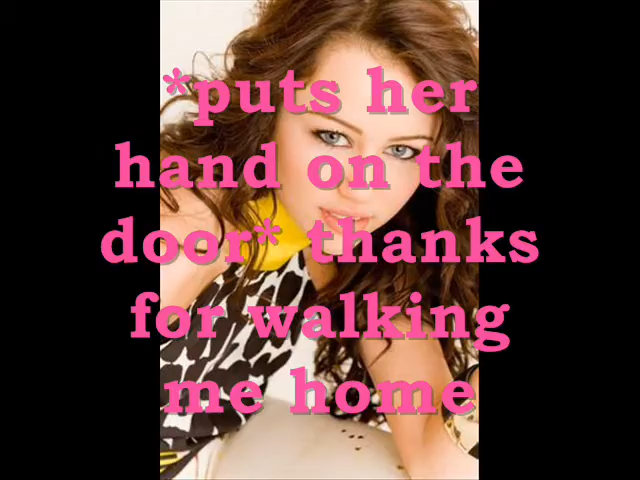 *puts her
hand on the
door* thanks
for walking
me home